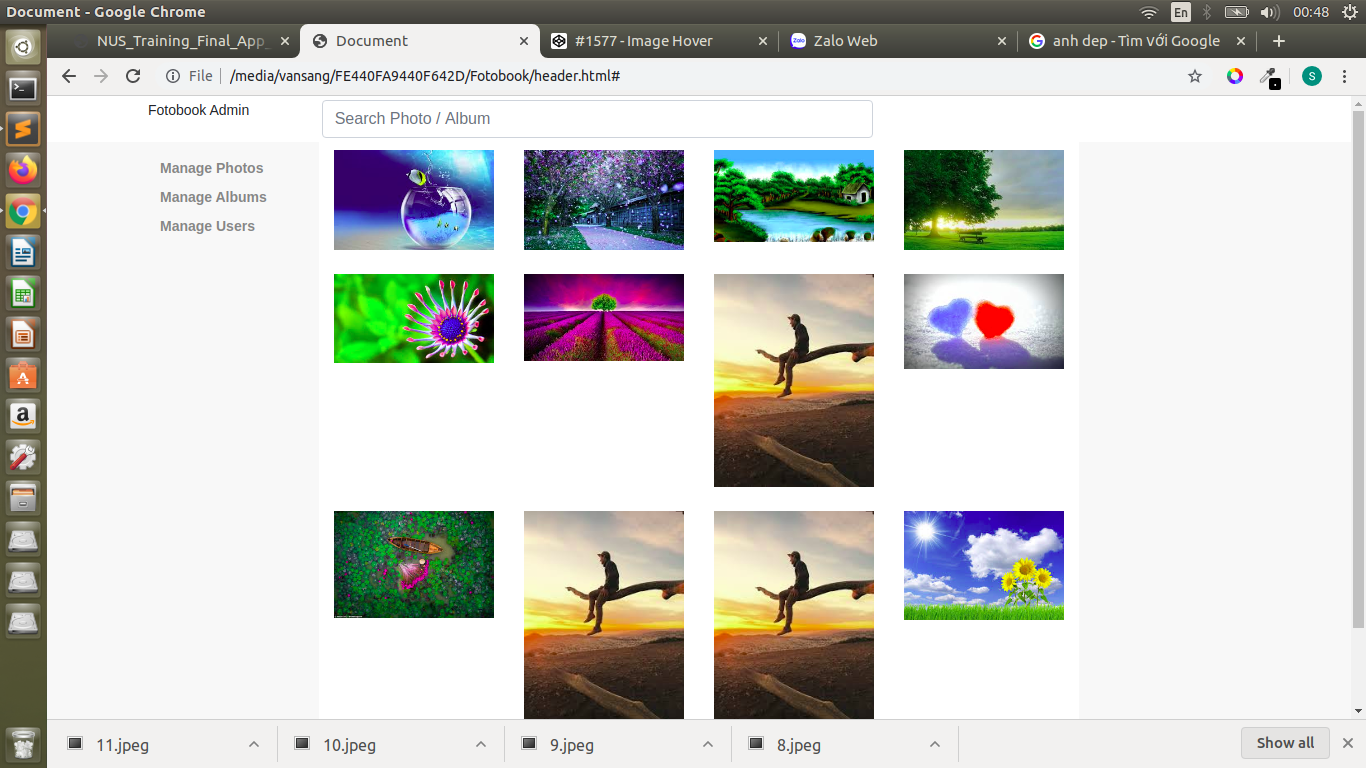 Document - Google Chrome
En
00:48
NUS_Training_Final_App_
Document
#1577 - Image Hover
Zalo Web
anh dep - Tìm Với Google
File
/media/vansang/FE440FA9440F642D/Fotobook/header.html#
S
Fotobook Admin
Search Photo / Album
Manage Photos
Manage Albums
Manage Users
11.jpeg
10.jpeg
9.jpeg
8.jpeg
Show all